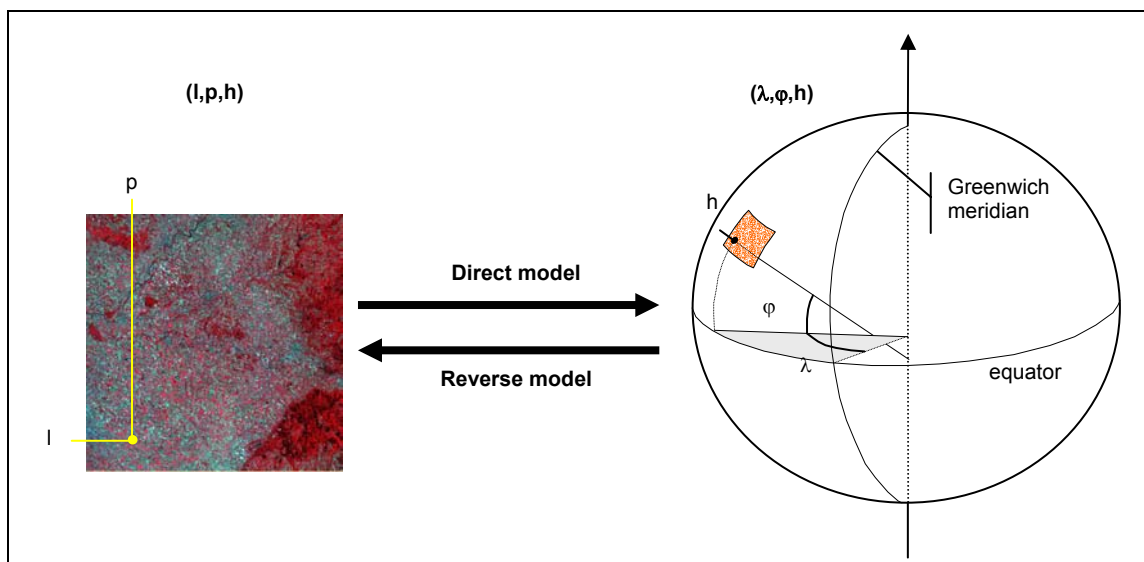 (l,p,h)
(λ,φ,h)
p
Greenwich
meridian
h
Direct model
φ
Reverse model
λ
equator
l